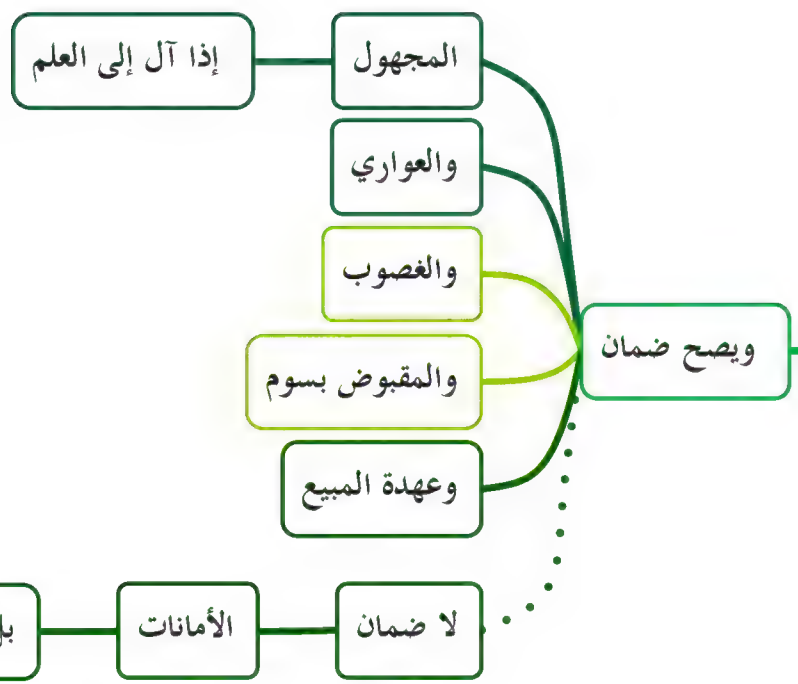 ويصح ضمان
المجهول
إذا آل إلى العلم
والعواري
والغصوب
والمقبوض بسوم
وعهدة المبيع
لا ضمان
الأمانات